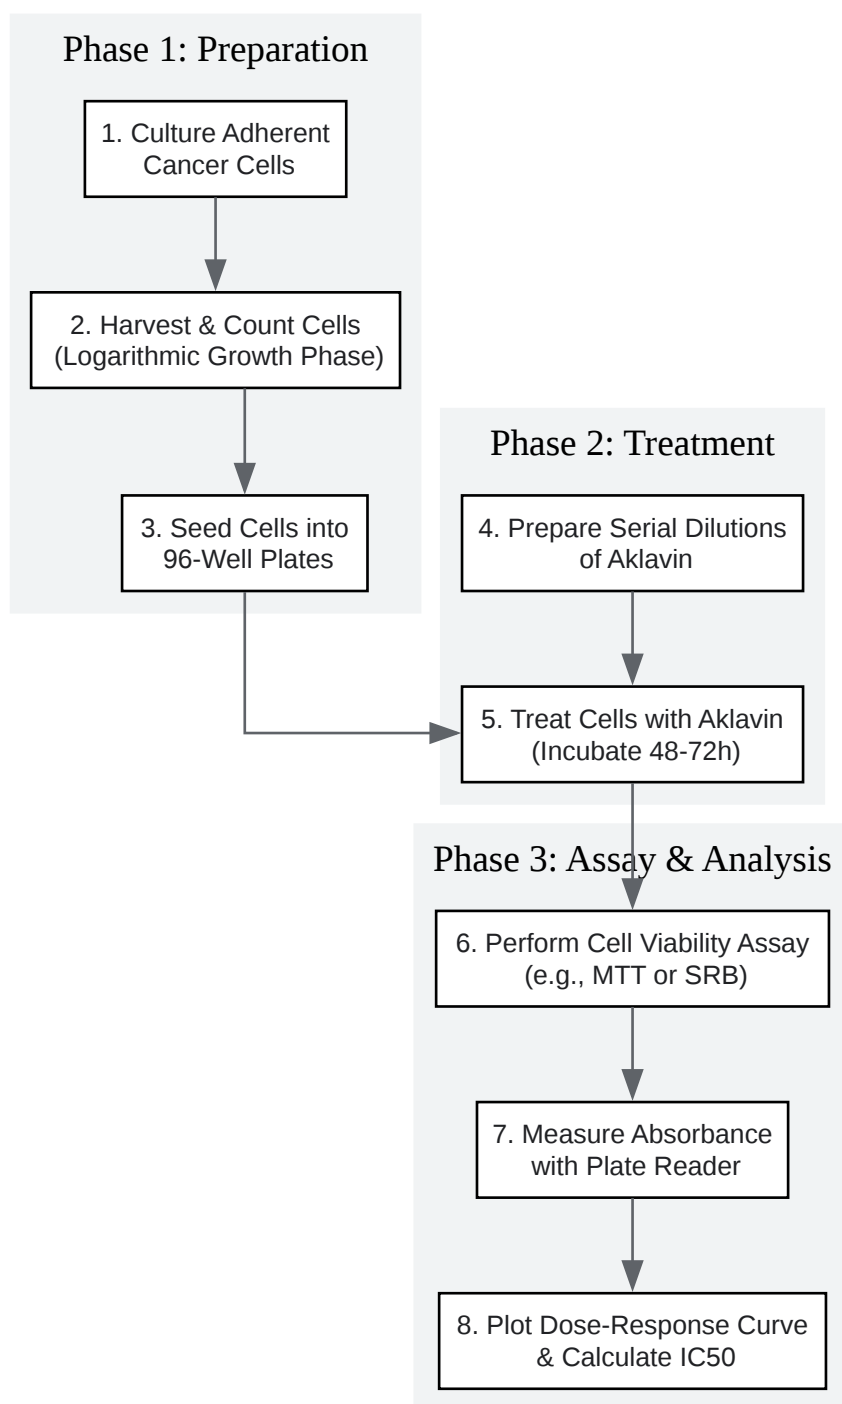 Phase 1: Preparation
1. Culture Adherent
Cancer Cells
2. Harvest & Count Cells
(Logarithmic Growth Phase)
3. Seed Cells into
96-Well Plates
Phase 2: Treatment
4. Prepare Serial Dilutions
of Aklavin
5. Treat Cells with Aklavin
(Incubate 48-72h)
Phase 3: Assay & Analysis
6. Perform Cell Viability Assay
(e.g., MTT or SRB)
7. Measure Absorbance
with Plate Reader
8. Plot Dose-Response Curve
& Calculate IC50